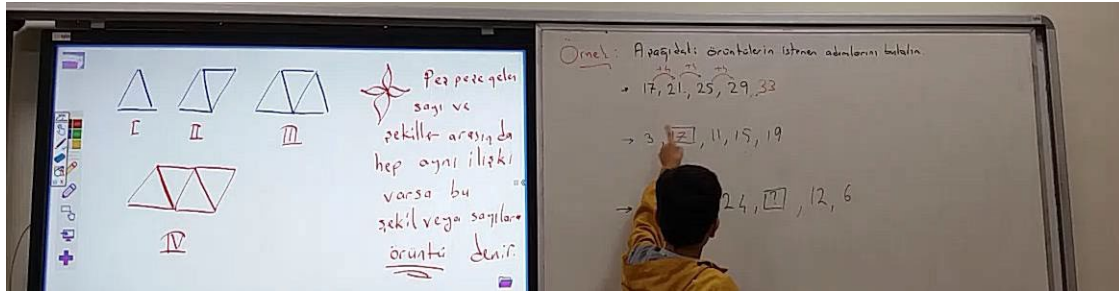 I
II
III
IV
Peş peşe gelen
sayı ve
şekiller arasında
hep aynı ilişki
varsa bu
şekil veya sayılara
örüntü denir.
Örnek: Aşağıdaki örüntülerin istenen adımlarını bulalım
+4 +4 +4
→ 17, 21, 25, 29, 33
→ 3, 7, 11, 15, 19
→ 24, ?, 12, 6